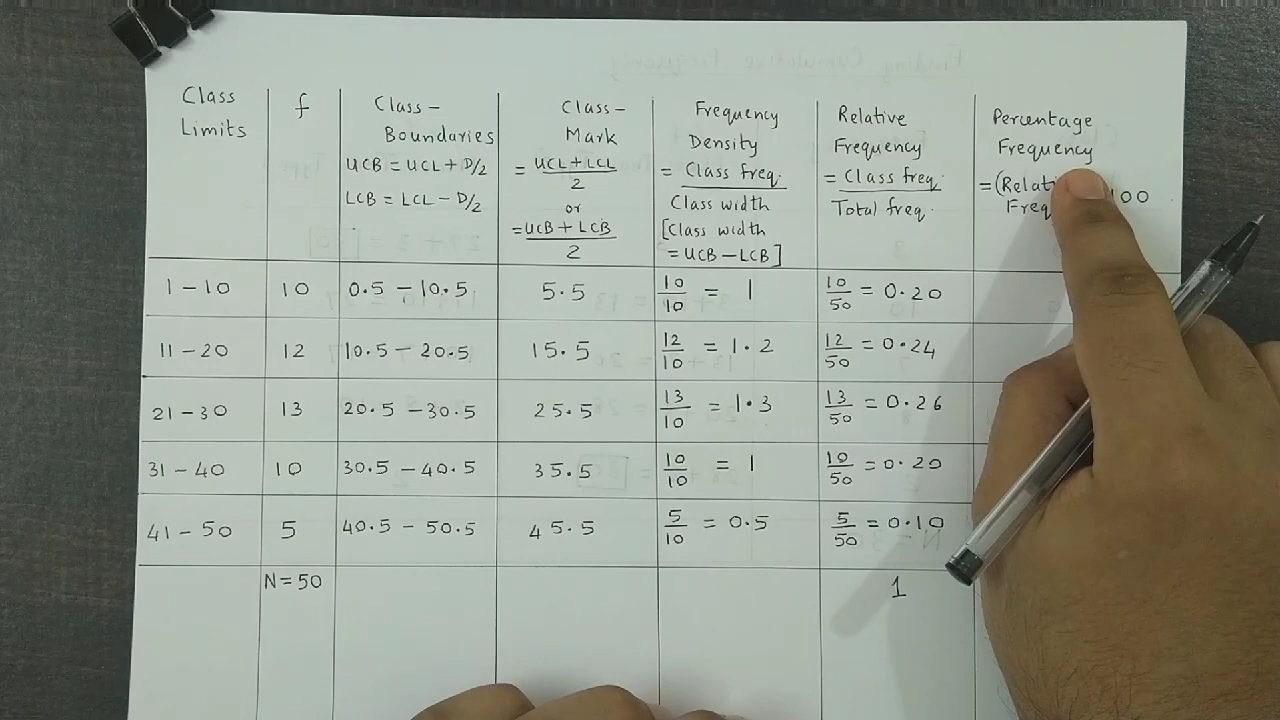 Class Limits
f
Class-Boundaries
UCB = UCL + D/2
LCB = LCL - D/2
Class-Mark
= UCL + LCL / 2
or
= UCB + LCB / 2
Frequency Density
= Class freq. / Class width
[Class width
= UCB - LCB]
Relative Frequency
= Class freq. / Total freq.
Percentage Frequency
= (Relati
Freq 100
1 - 10 10 0.5 - 10.5 5.5 10/10 = 1 10/50 = 0.20
11 - 20 12 10.5 - 20.5 15.5 12/10 = 1.2 12/50 = 0.24
21 - 30 13 20.5 - 30.5 25.5 13/10 = 1.3 13/50 = 0.26
31 - 40 10 30.5 - 40.5 35.5 10/10 = 1 10/50 = 0.20
41 - 50 5 40.5 - 50.5 45.5 5/10 = 0.5 5/50 = 0.10
N = 50 1